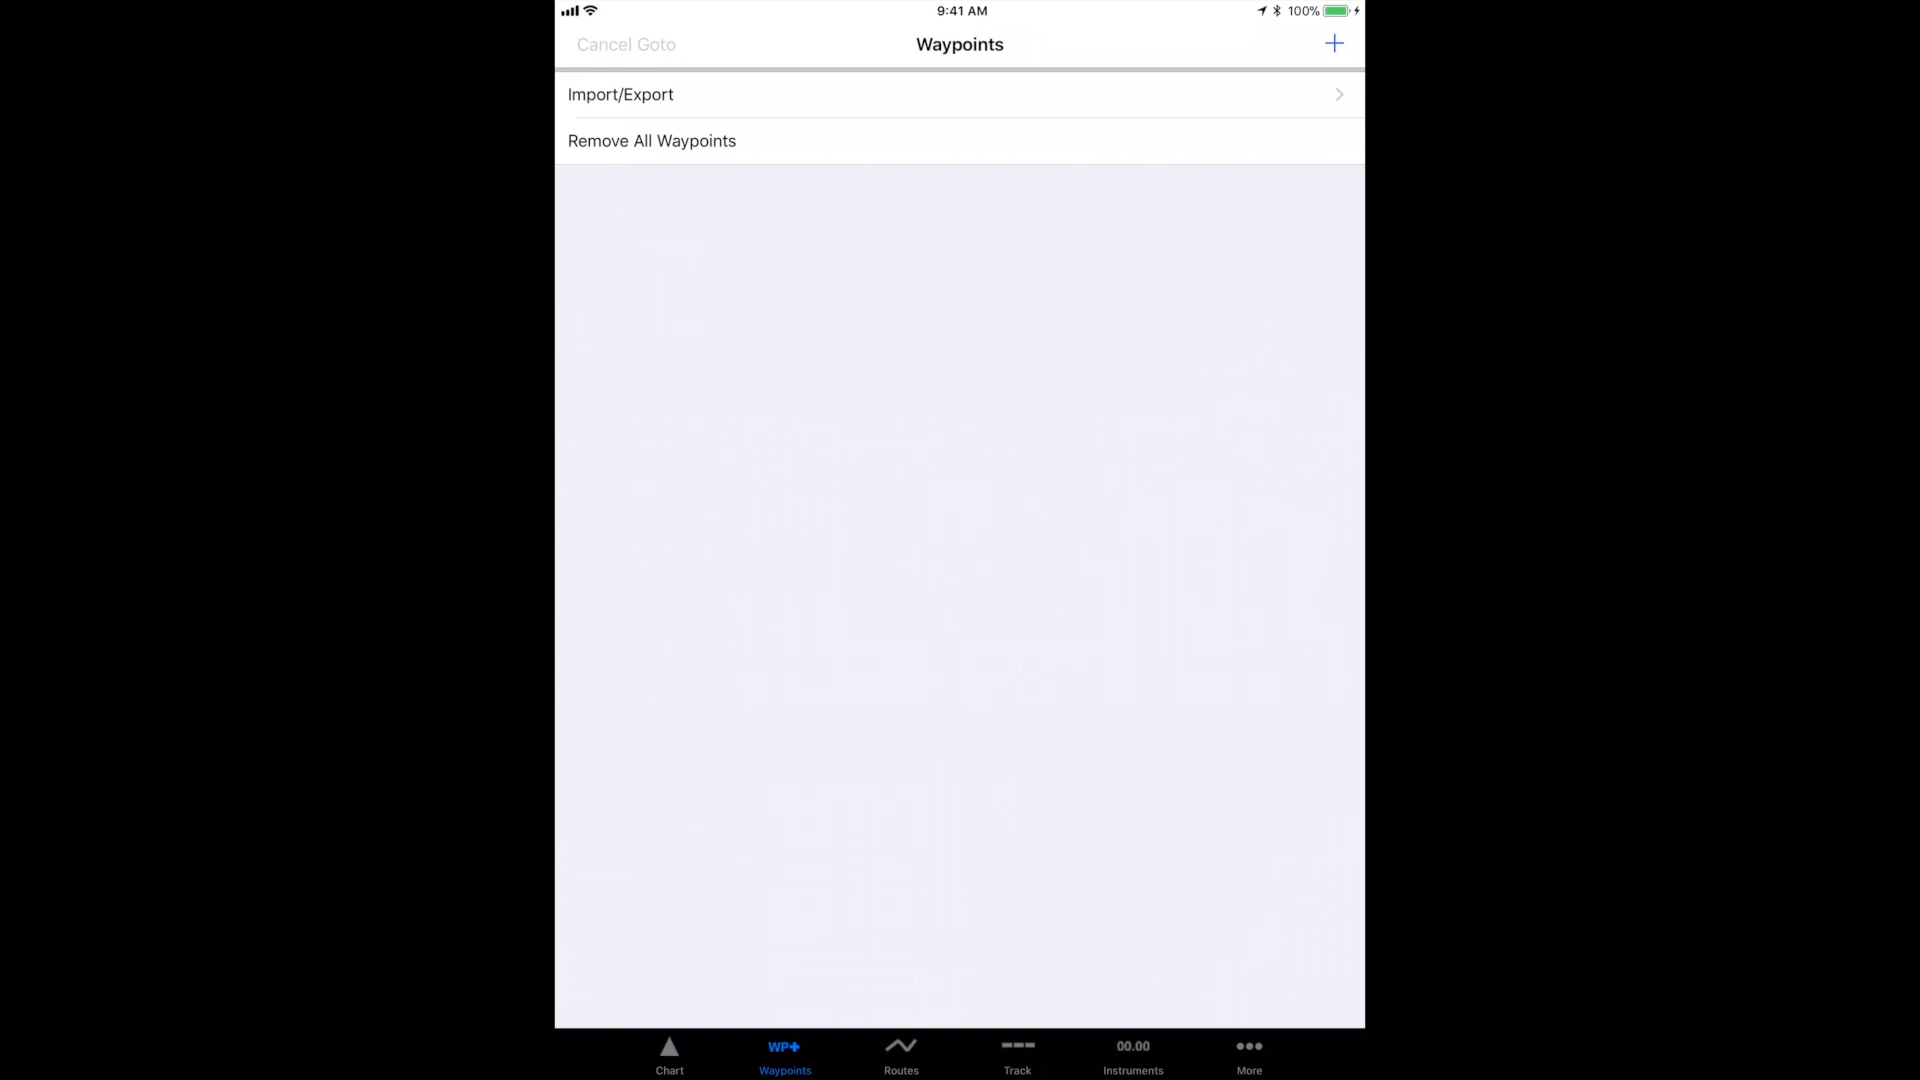 9:41 AM
100%
Cancel Goto
Waypoints
Import/Export
Remove All Waypoints
WP+
00.00
Chart
Waypoints
Routes
Track
Instruments
More